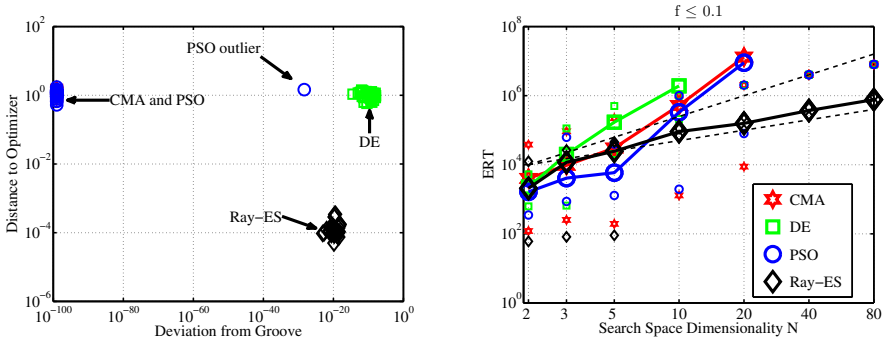 10^2
10^0
10^−2
10^−4
10^−6
Distance to Optimizer
PSO outlier
CMA and PSO
DE
Ray−ES
10^−100
10^−80
10^−60
10^−40
10^−20
10^0
Deviation from Groove
f ≤ 0.1
10^8
10^6
10^4
10^2
10^0
ERT
CMA
DE
PSO
Ray−ES
2
3
5
10
20
40
80
Search Space Dimensionality N